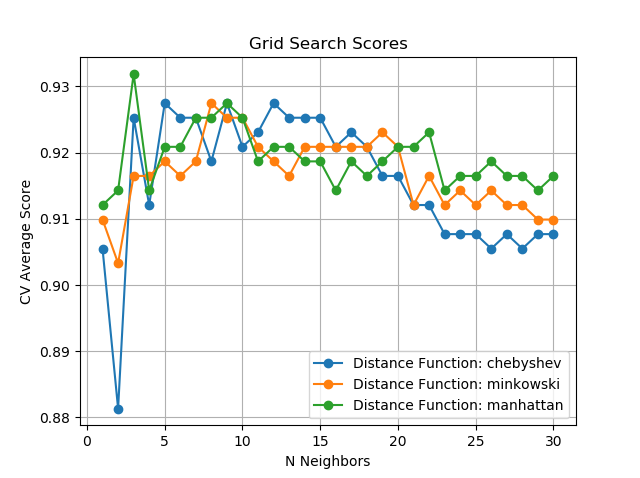 Grid Search Scores
CV Average Score
0.93
0.92
0.91
0.90
0.89
0.88
Distance Function: chebyshev
Distance Function: minkowski
Distance Function: manhattan
0 5 10 15 20 25 30
N Neighbors